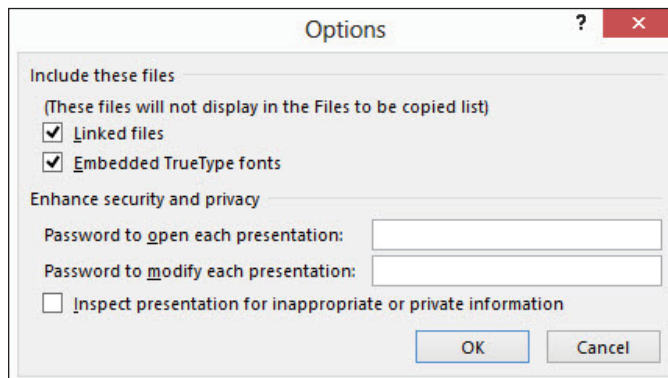 Options
?
Include these files
(These files will not display in the Files to be copied list)
Linked files
Embedded TrueType fonts
Enhance security and privacy
Password to open each presentation:
Password to modify each presentation:
Inspect presentation for inappropriate or private information
OK Cancel